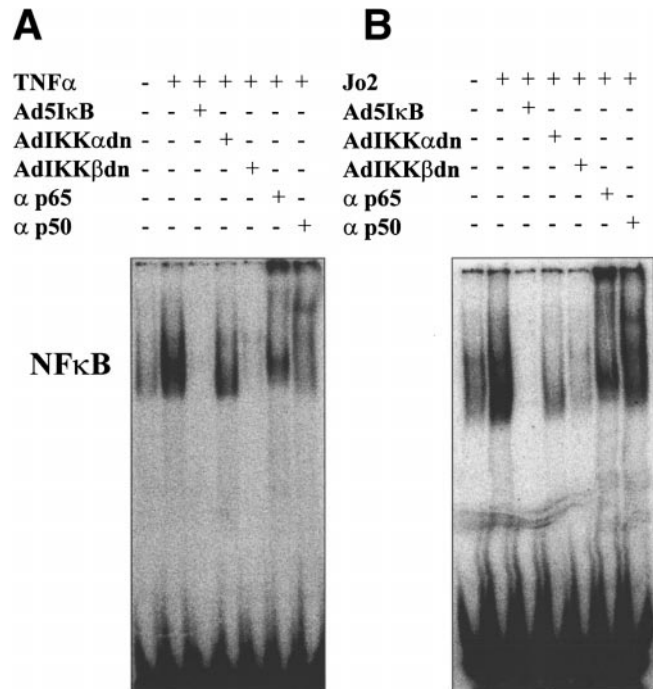 A
TNFα - + + + + + +
Ad5IκB - - + - - - -
AdIKKαdn - - - + - - -
AdIKKβdn - - - - + - -
α p65 - - - - - + -
α p50 - - - - - - +
NFκB
B
Jo2 - + + + + + +
Ad5IκB - - + - - - -
AdIKKαdn - - - + - - -
AdIKKβdn - - - - + - -
α p65 - - - - - + -
α p50 - - - - - - +